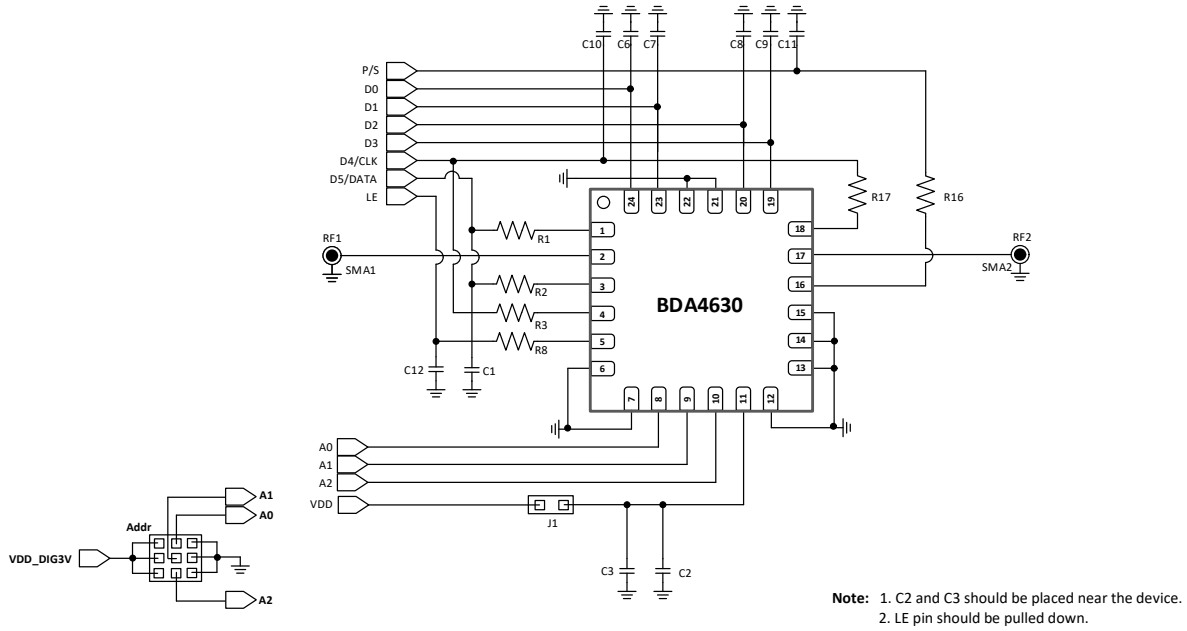 C10 C6 C7 C8 C9 C11
P/S
D0
D1
D2
D3
D4/CLK
D5/DATA
LE
24 23 22 21 20 19
R17
R16
1
R1
18
RF1
SMA1
2
17
RF2
SMA2
3
R2
16
BDA4630
4
R3
15
5
R8
14
C12
C1
6
13
7 8 9 10 11 12
A0
A1
A2
VDD
J1
A1
A0
Addr
VDD_DIG3V
A2
C3
C2
Note: 1. C2 and C3 should be placed near the device.
2. LE pin should be pulled down.